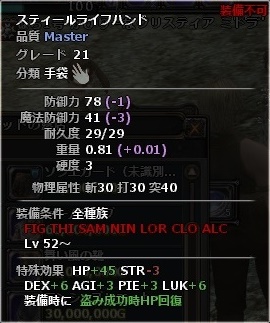 100
装備不可
スティールライフハンド
品質 Master
グレード 21
分類 手袋
防御力 78 (-1)
魔法防御力 41 (-3)
耐久度 29/29
重量 0.81 (+0.01)
硬度 3
物理属性 斬30 打30 突40
装備条件 全種族
FIG THI SAM NIN LOR CLO ALC
Lv 52～
特殊効果 HP+45 STR-3
DEX+6 AGI+3 PIE+3 LUK+6
装備時に 盗み成功時HP回復
30,000,000G